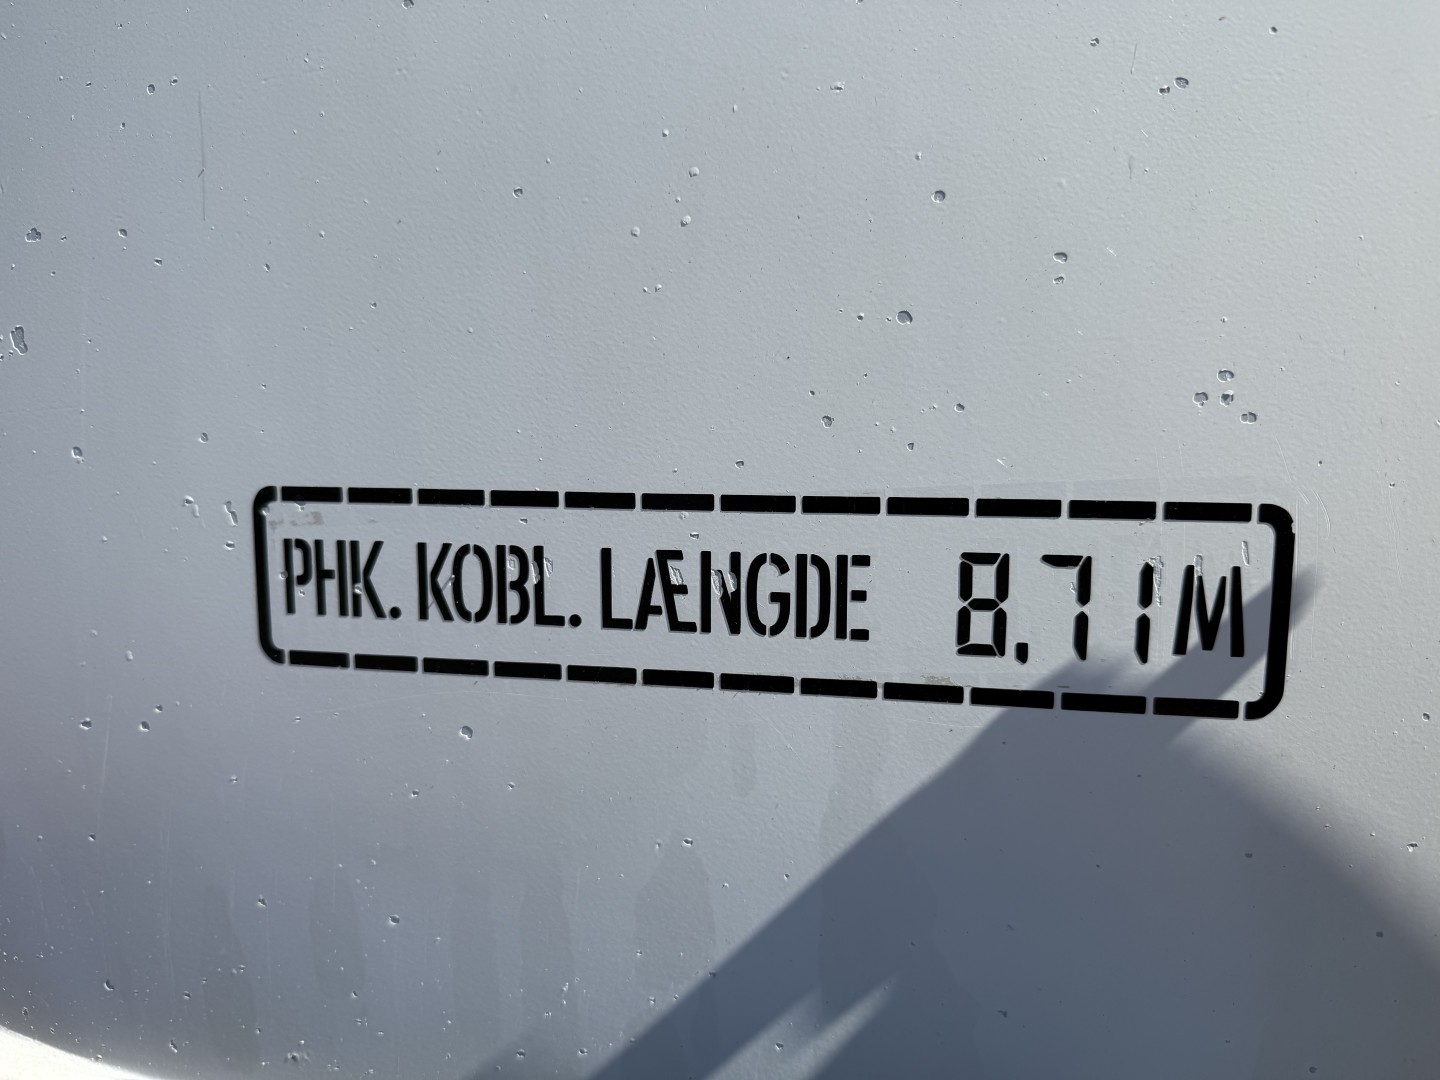 PHK. KOBL. LÆNGDE 8.71M